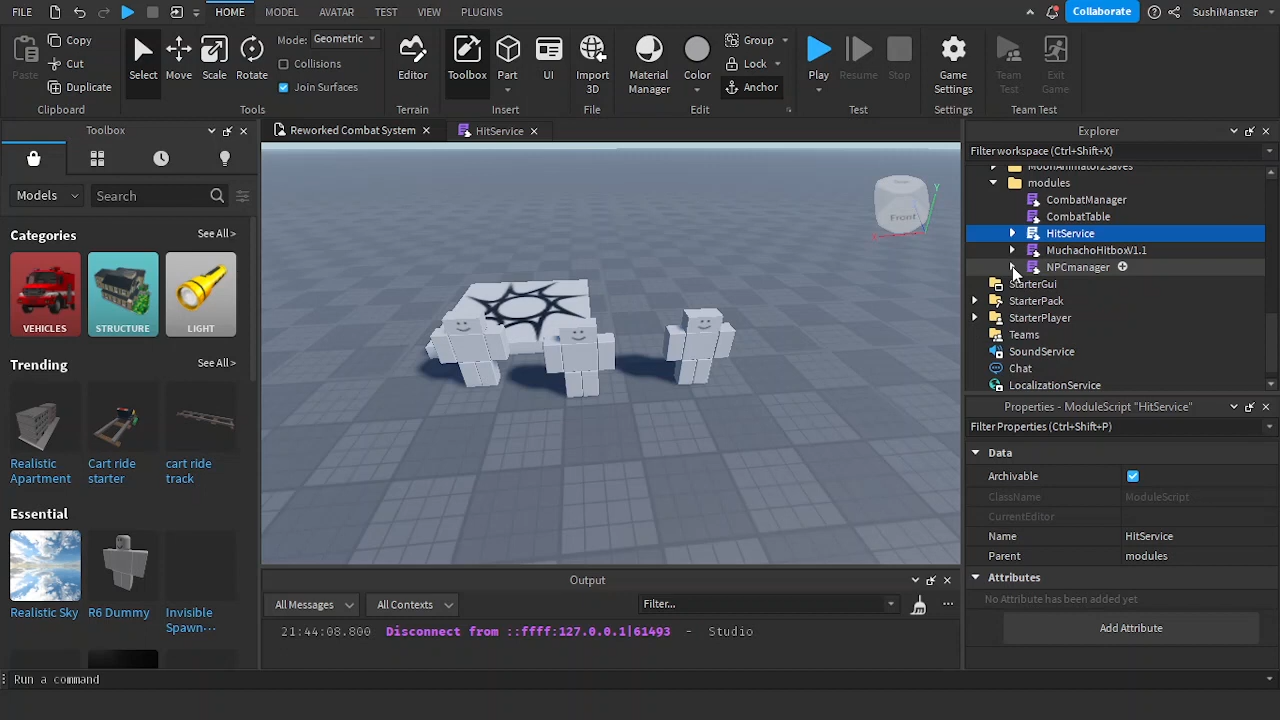 FILE HOME MODEL AVATAR TEST VIEW PLUGINS Collaborate SushiManster
Paste Copy Cut Duplicate Clipboard
Select Move Scale Rotate Mode: Geometric Collisions Join Surfaces Tools
Editor Terrain
Toolbox Part UI Insert
Import 3D File
Material Manager Color Group Lock Anchor Edit
Play Resume Stop Test
Game Settings Settings
Team Test Exit Game Team Test
Toolbox
Models Search
Categories See All>
VEHICLES STRUCTURE LIGHT
Trending See All>
Realistic Apartment
Cart ride starter
cart ride track
Essential See All>
Realistic Sky
R6 Dummy
Invisible Spawn...
Reworked Combat System HitService
Front
Y
Output
All Messages All Contexts Filter...
21:44:08.800 Disconnect from ::ffff:127.0.0.1|61493 - Studio
Run a command
Explorer
Filter workspace (Ctrl+Shift+X)
MoonAnimator2Saves
modules
CombatManager
CombatTable
HitService
MuchachoHitboxV1.1
NPCmanager
StarterGui
StarterPack
StarterPlayer
Teams
SoundService
Chat
LocalizationService
Properties - ModuleScript "HitService"
Filter Properties (Ctrl+Shift+P)
Data
Archivable
ClassName ModuleScript
CurrentEditor
Name HitService
Parent modules
Attributes
No Attribute has been added yet
Add Attribute